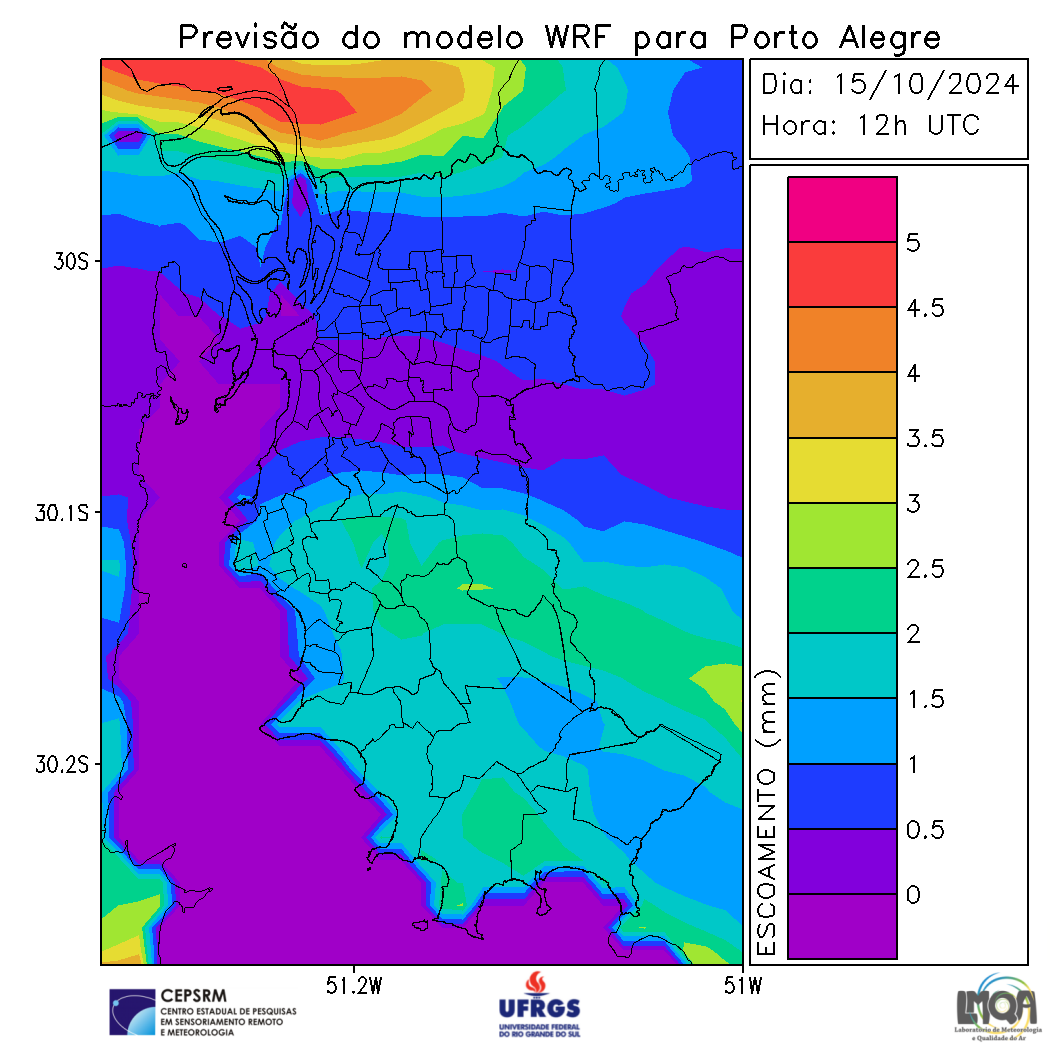 Previsão do modelo WRF para Porto Alegre
Dia: 15/10/2024
Hora: 12h UTC
30S
30.1S
30.2S
51.2W
51W
ESCOAMENTO (mm)
5
4.5
4
3.5
3
2.5
2
1.5
1
0.5
0
CEPSRM
CENTRO ESTADUAL DE PESQUISAS
EM SENSORIAMENTO REMOTO
E METEOROLOGIA
UFRGS
UNIVERSIDADE FEDERAL
DO RIO GRANDE DO SUL
LMQA
Laboratório de Meteorologia
e Qualidade do Ar